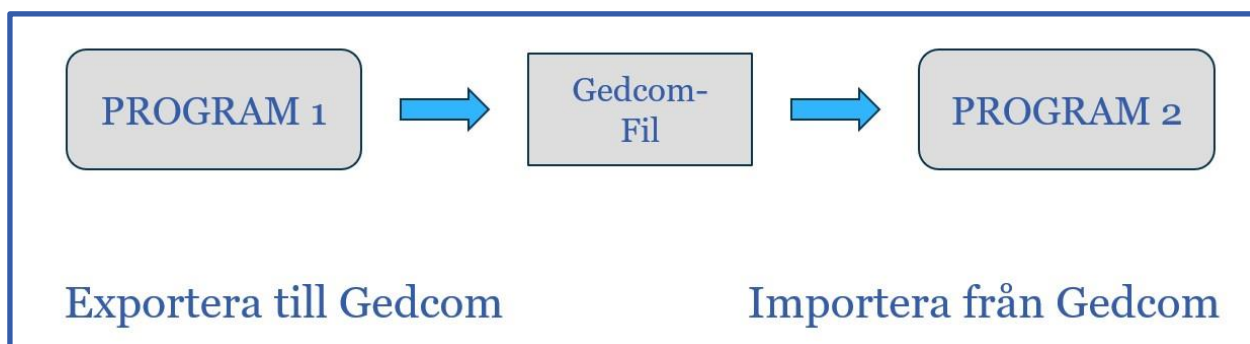 PROGRAM 1
Gedcom-
Fil
PROGRAM 2
Exportera till Gedcom
Importera från Gedcom